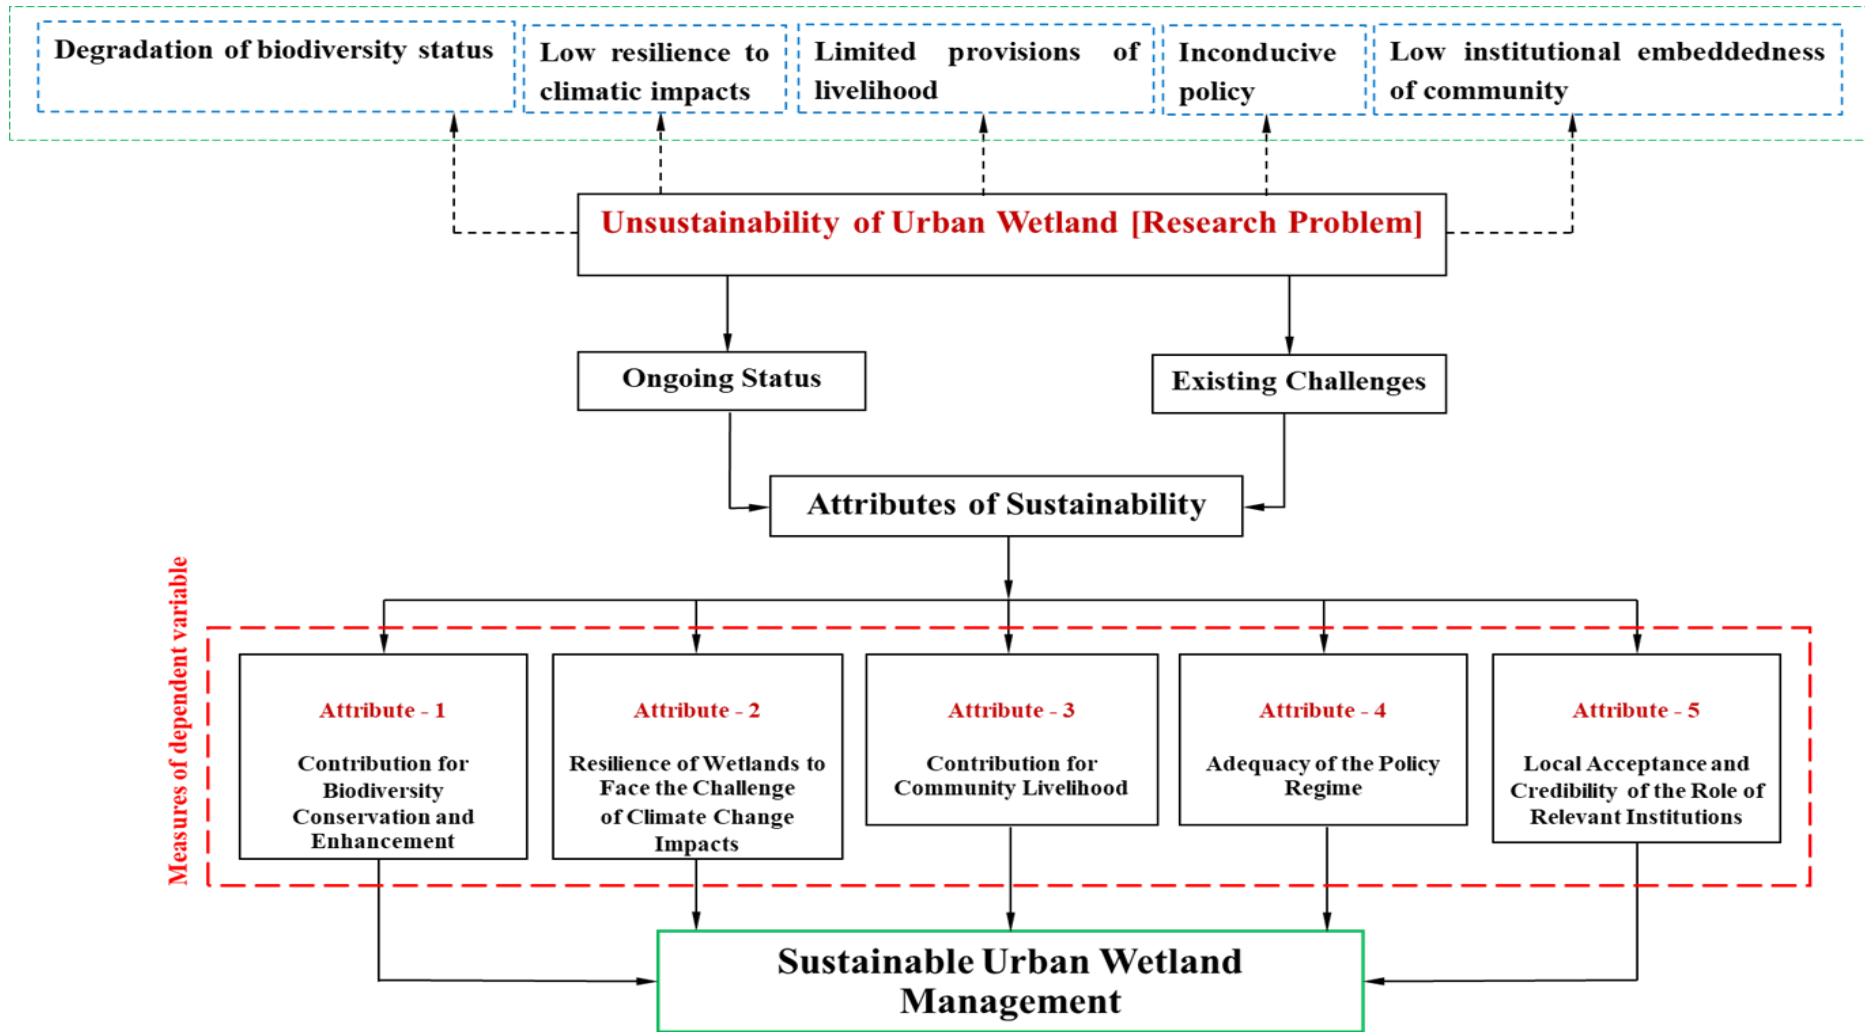 Degradation of biodiversity status
Low resilience to
climatic impacts
Limited provisions of
livelihood
Inconducive
policy
Low institutional embeddedness
of community
Unsustainability of Urban Wetland [Research Problem]
Ongoing Status
Existing Challenges
Attributes of Sustainability
Measures of dependent variable
Attribute - 1
Contribution for
Biodiversity
Conservation and
Enhancement
Attribute - 2
Resilience of Wetlands to
Face the Challenge
of Climate Change
Impacts
Attribute - 3
Contribution for
Community Livelihood
Attribute - 4
Adequacy of the Policy
Regime
Attribute - 5
Local Acceptance and
Credibility of the Role of
Relevant Institutions
Sustainable Urban Wetland
Management